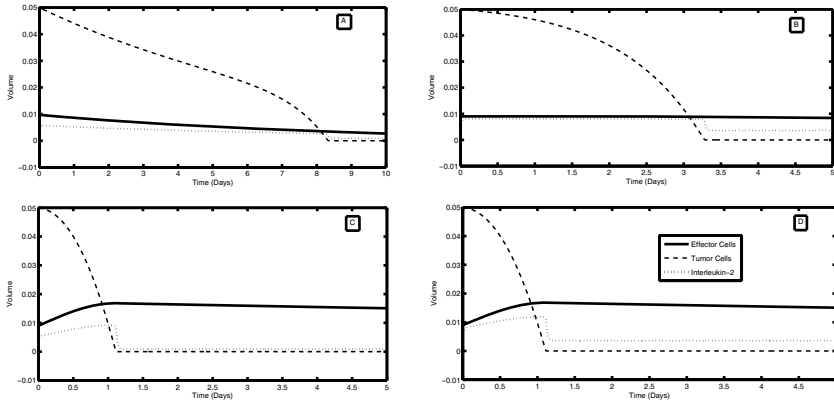 A
Volume
0.05
0.04
0.03
0.02
0.01
0
−0.01
0 1 2 3 4 5 6 7 8 9 10
Time (Days)
B
Volume
0.05
0.04
0.03
0.02
0.01
0
−0.01
0 0.5 1 1.5 2 2.5 3 3.5 4 4.5 5
Time (Days)
C
Volume
0.05
0.04
0.03
0.02
0.01
0
−0.01
0 0.5 1 1.5 2 2.5 3 3.5 4 4.5 5
Time (Days)
D
Effector Cells
Tumor Cells
Interleukin−2
Volume
0.05
0.04
0.03
0.02
0.01
0
−0.01
0 0.5 1 1.5 2 2.5 3 3.5 4 4.5
Time (Days)